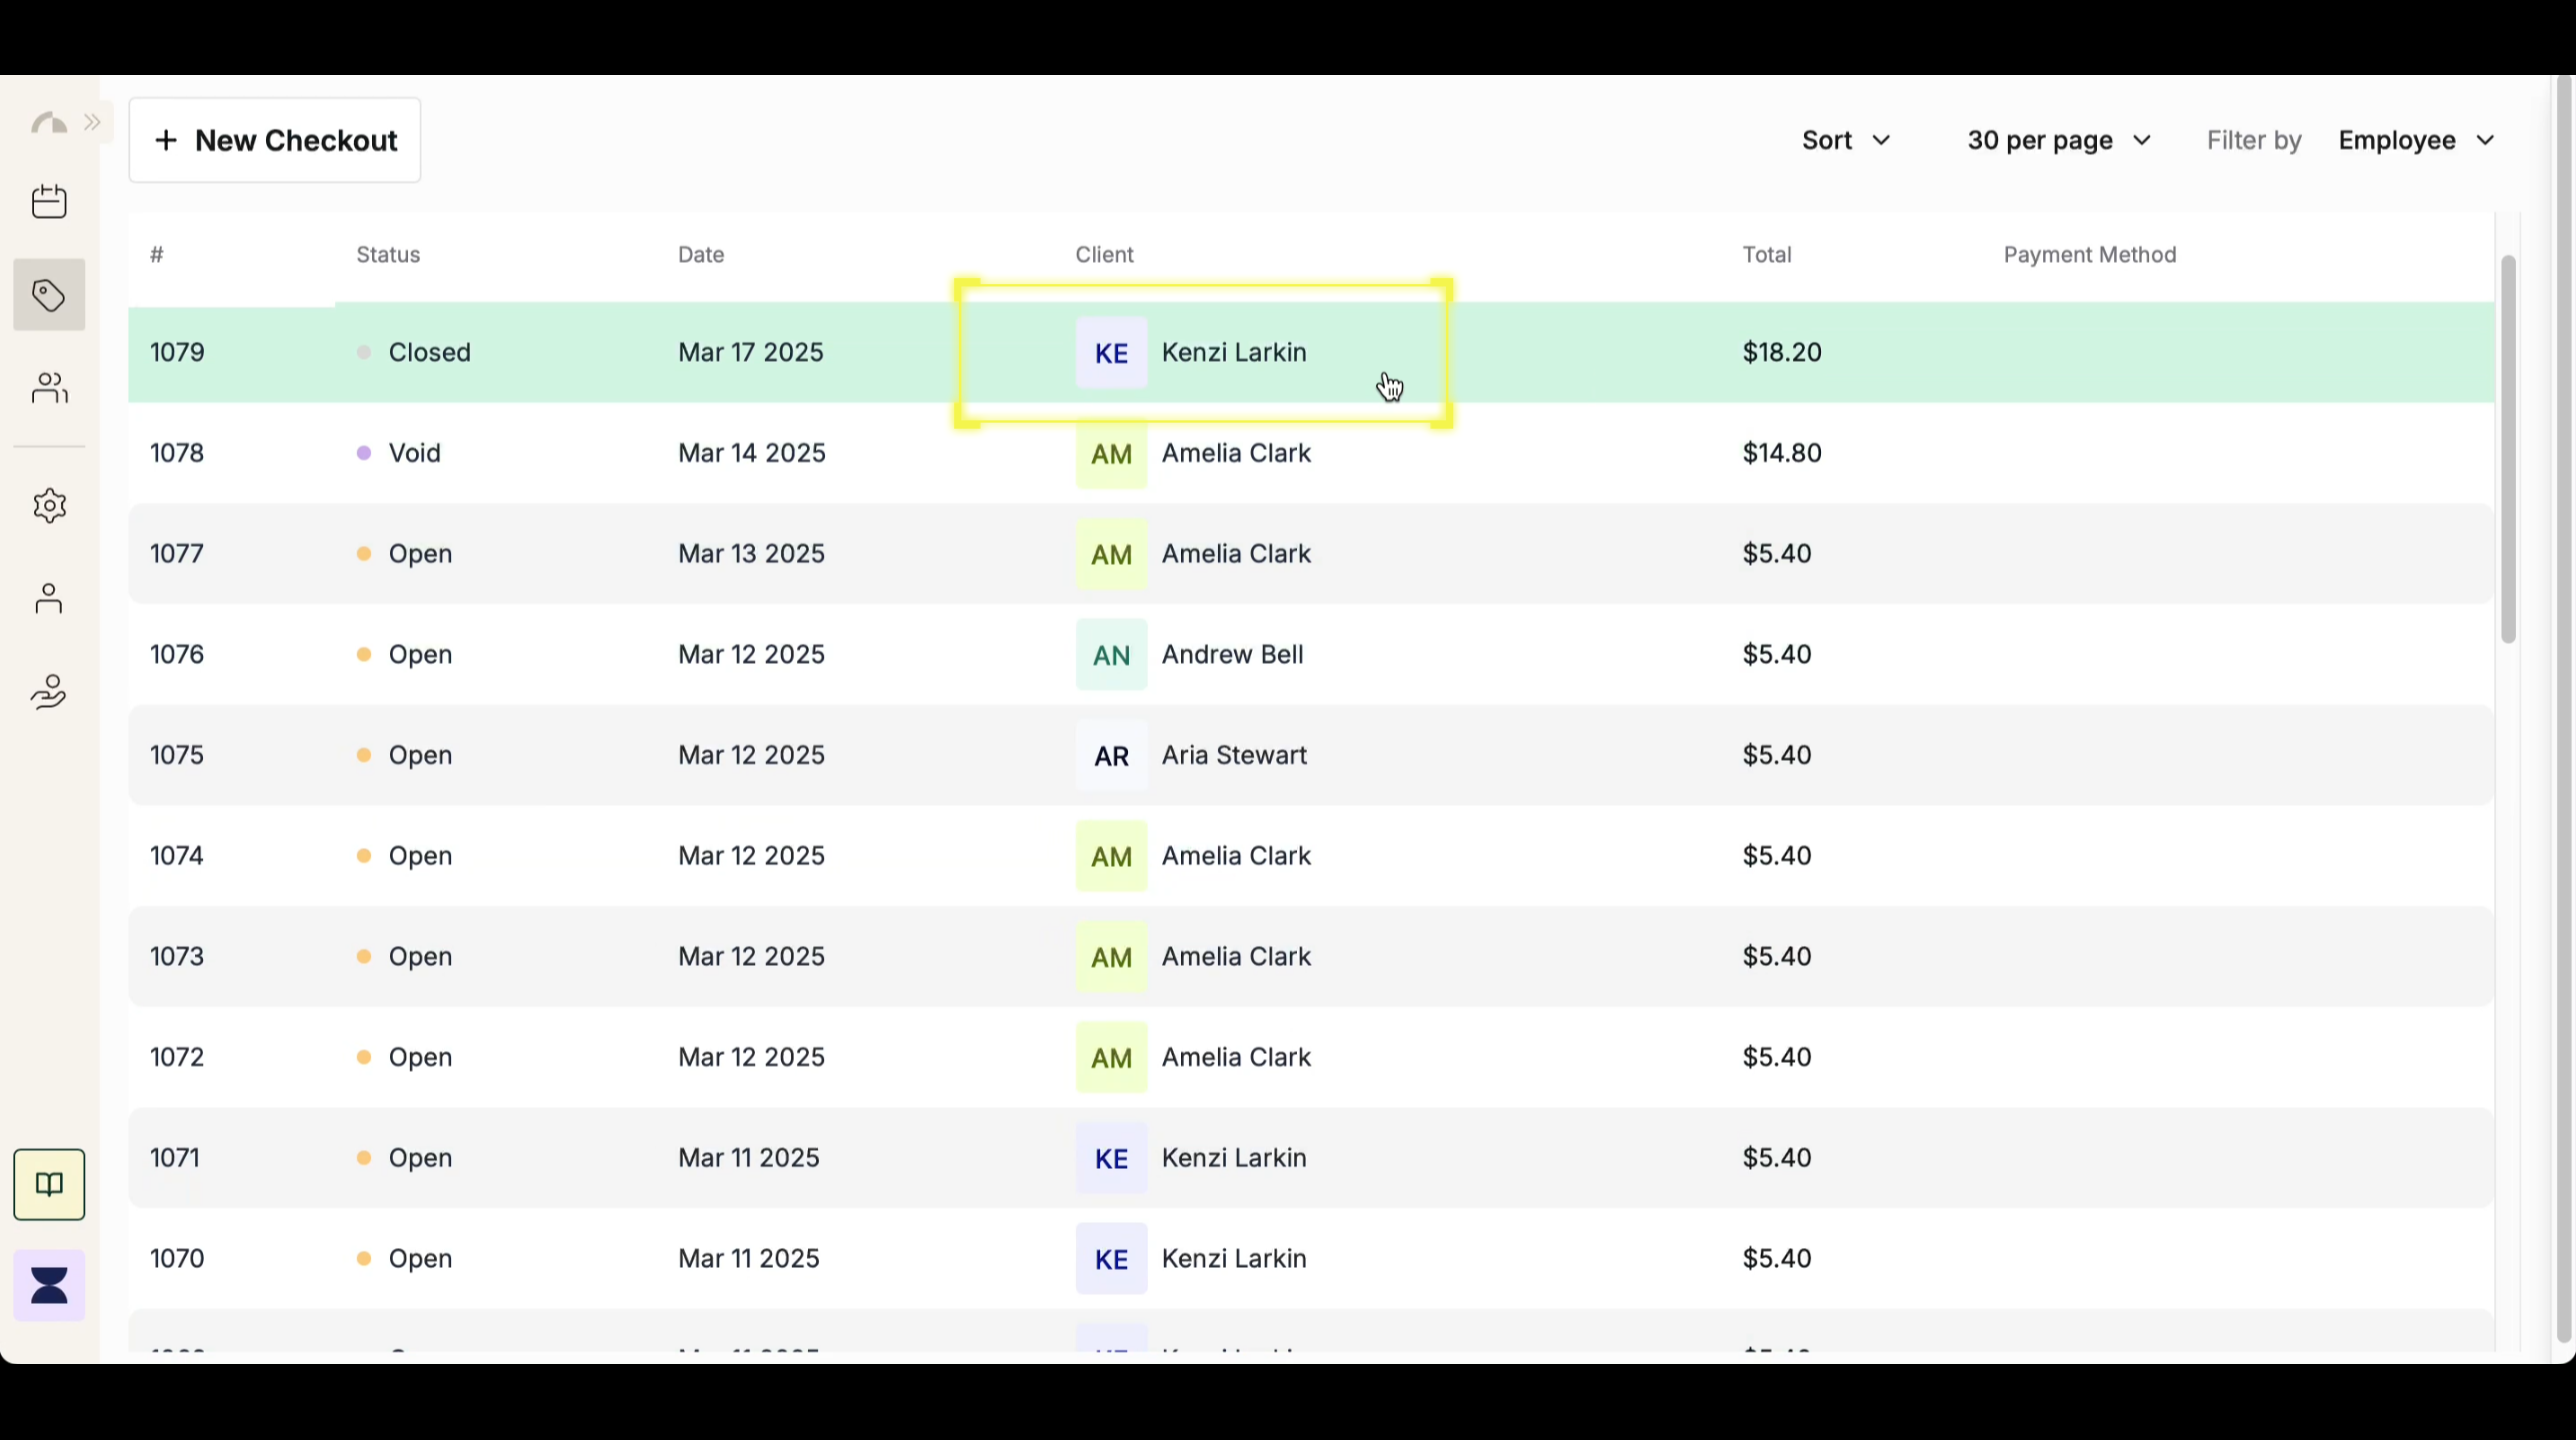 + New Checkout
Sort
30 per page
Filter by
Employee
# Status Date Client Total Payment Method
1079 Closed Mar 17 2025 KE Kenzi Larkin $18.20
1078 Void Mar 14 2025 AM Amelia Clark $14.80
1077 Open Mar 13 2025 AM Amelia Clark $5.40
1076 Open Mar 12 2025 AN Andrew Bell $5.40
1075 Open Mar 12 2025 AR Aria Stewart $5.40
1074 Open Mar 12 2025 AM Amelia Clark $5.40
1073 Open Mar 12 2025 AM Amelia Clark $5.40
1072 Open Mar 12 2025 AM Amelia Clark $5.40
1071 Open Mar 11 2025 KE Kenzi Larkin $5.40
1070 Open Mar 11 2025 KE Kenzi Larkin $5.40